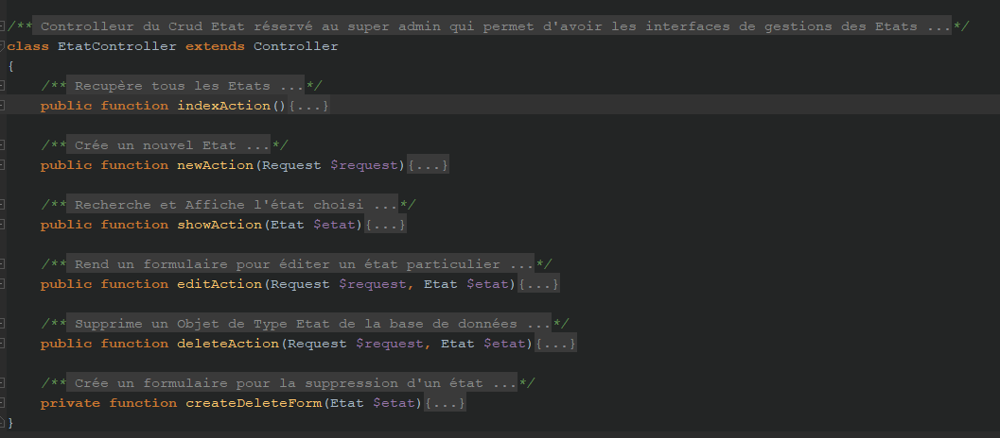 /** Controlleur du Crud Etat réservé au super admin qui permet d'avoir les interfaces de gestions des Etats ...*/
class EtatController extends Controller
{
/** Recupère tous les Etats ...*/
public function indexAction(){...}
/** Crée un nouvel Etat ...*/
public function newAction(Request $request){...}
/** Recherche et Affiche l'état choisi ...*/
public function showAction(Etat $etat){...}
/** Rend un formulaire pour éditer un état particulier ...*/
public function editAction(Request $request, Etat $etat){...}
/** Supprime un Objet de Type Etat de la base de données ...*/
public function deleteAction(Request $request, Etat $etat){...}
/** Crée un formulaire pour la suppression d'un état ...*/
private function createDeleteForm(Etat $etat){...}
}